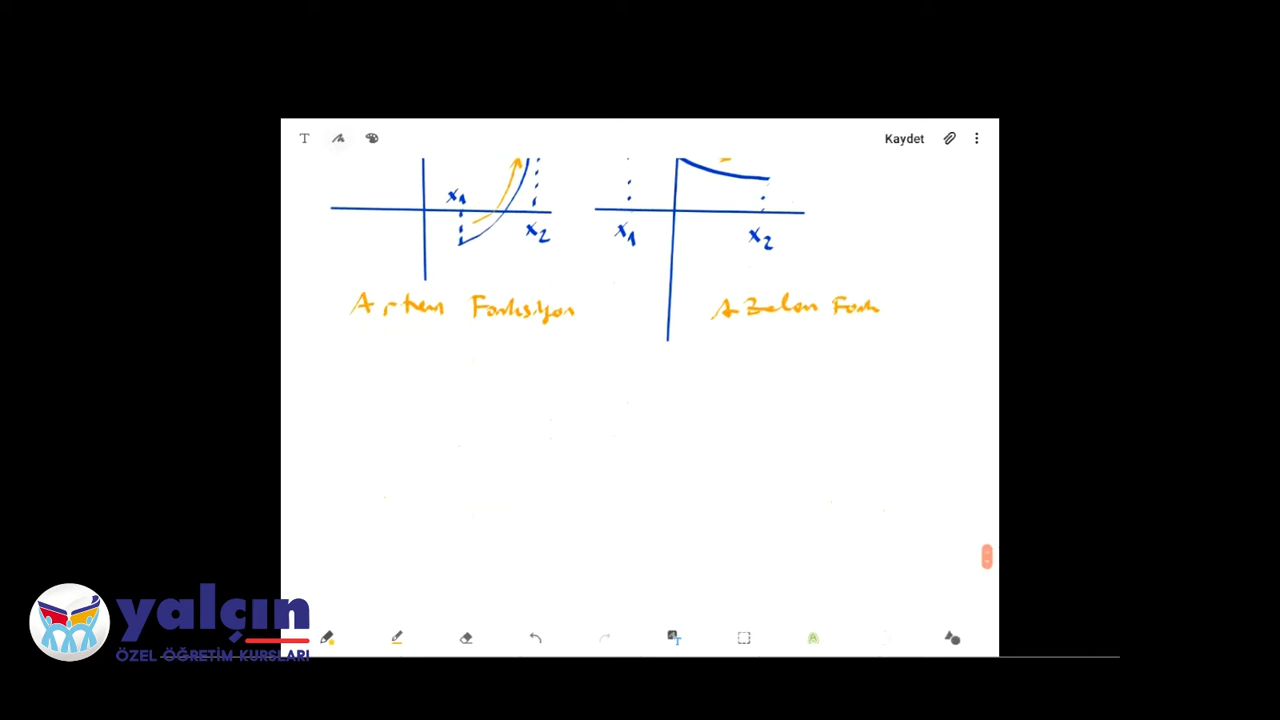 T Kaydet
x1 x2 x1 x2
Artan Fonksiyon Azalan Fonk
yalçın
ÖZEL ÖĞRETİM KURSLARI